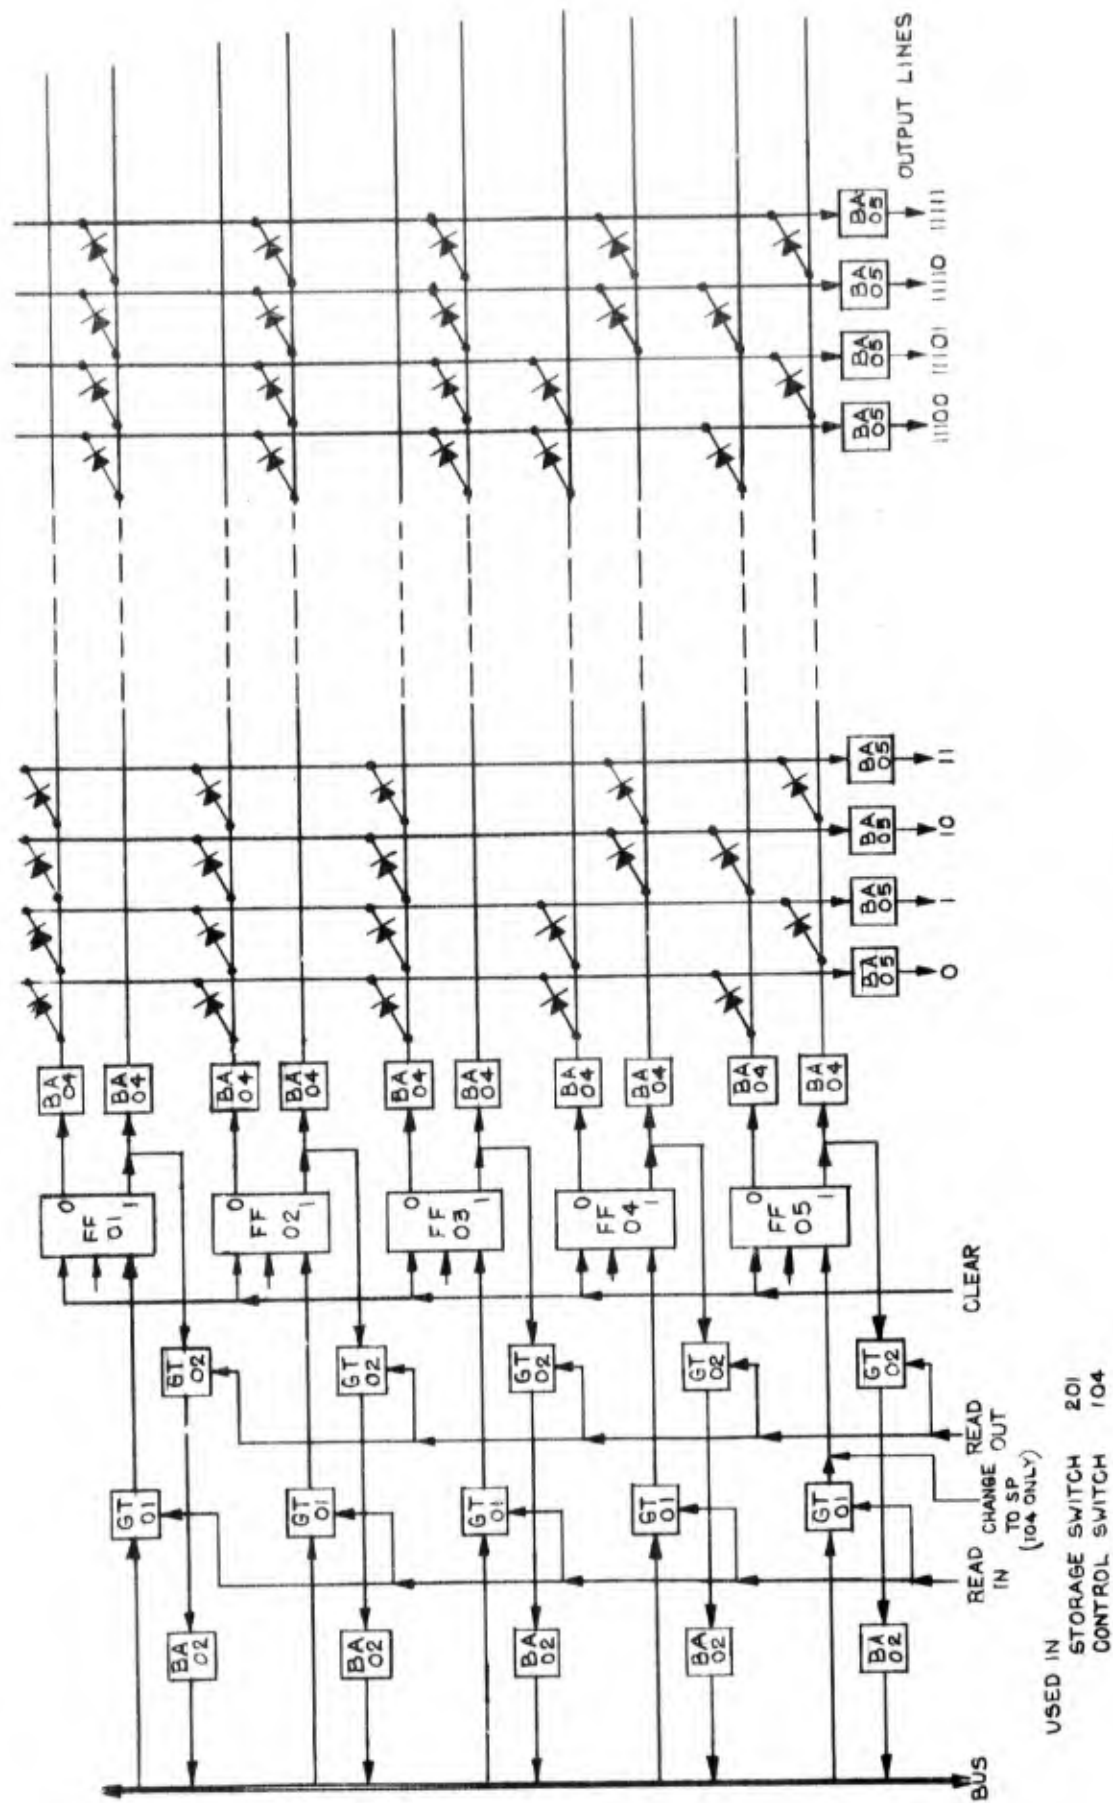 BA
04
0
FF
01
1
BA
04
GT
01
GT
02
BA
02
BA
04
0
FF
02
1
BA
04
GT
01
GT
02
BA
02
BA
04
0
FF
03
1
BA
04
GT
01
GT
02
BA
02
BA
04
0
FF
04
1
BA
04
GT
01
GT
02
BA
02
BA
04
0
FF
05
1
BA
04
GT
01
GT
02
BA
02
BA
05
BA
05
BA
05
BA
05
BA
05
BA
05
BA
05
BA
05
OUTPUT LINES
0
1
10
11
11100
11101
11110
11111
BUS
READ
IN
CHANGE
TO SP
(104 ONLY)
READ
OUT
CLEAR
USED IN
STORAGE SWITCH 201
CONTROL SWITCH 104